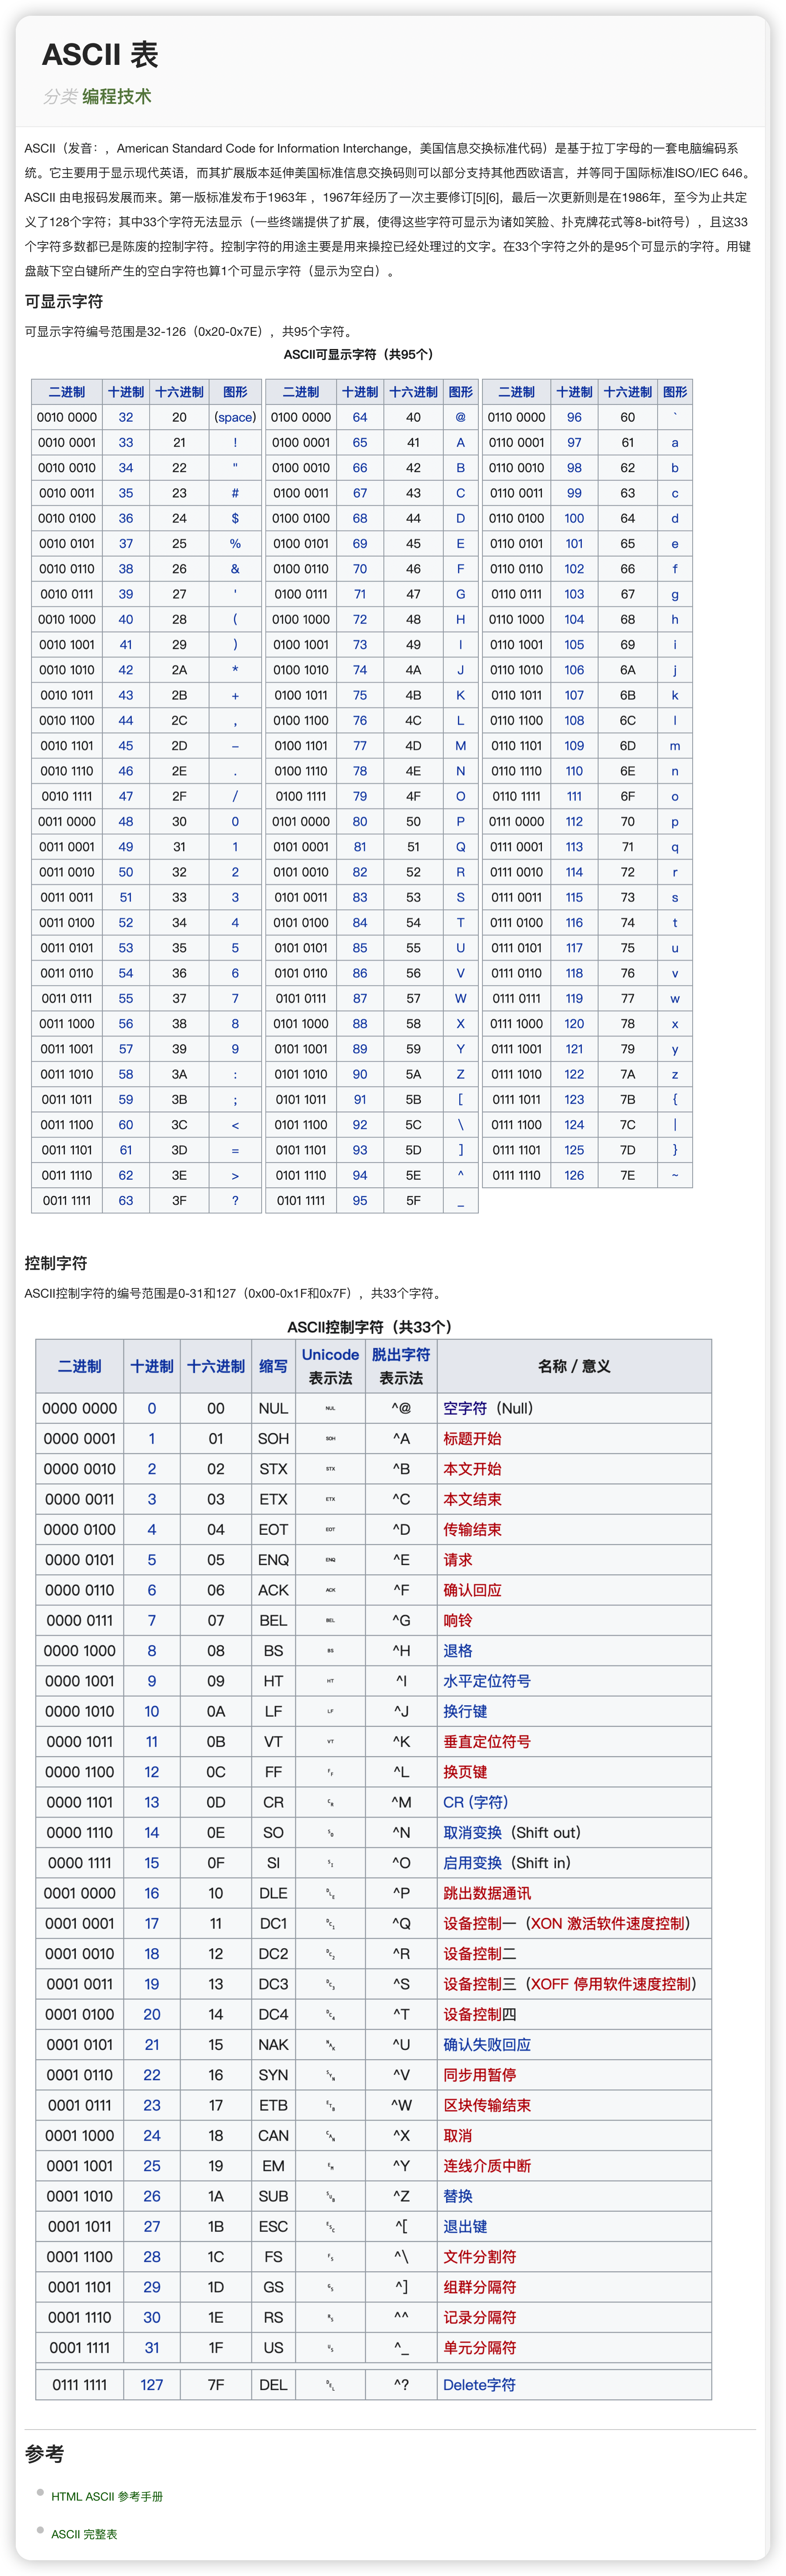 ASCII 表
分类 编程技术
ASCII（发音：，American Standard Code for Information Interchange，美国信息交换标准代码）是基于拉丁字母的一套电脑编码系
统。它主要用于显示现代英语，而其扩展版本延伸美国标准信息交换码则可以部分支持其他西欧语言，并等同于国际标准ISO/IEC 646。
ASCII 由电报码发展而来。第一版标准发布于1963年 ，1967年经历了一次主要修订[5][6]，最后一次更新则是在1986年，至今为止共定
义了128个字符；其中33个字符无法显示（一些终端提供了扩展，使得这些字符可显示为诸如笑脸、扑克牌花式等8-bit符号），且这33
个字符多数都已是陈废的控制字符。控制字符的用途主要是用来操控已经处理过的文字。在33个字符之外的是95个可显示的字符。用键
盘敲下空白键所产生的空白字符也算1个可显示字符（显示为空白）。
可显示字符
可显示字符编号范围是32-126（0x20-0x7E），共95个字符。
ASCII可显示字符（共95个）
二进制 十进制 十六进制 图形 二进制 十进制 十六进制 图形 二进制 十进制 十六进制 图形
0010 0000 32 20 (space) 0100 0000 64 40 @ 0110 0000 96 60 `
0010 0001 33 21 ! 0100 0001 65 41 A 0110 0001 97 61 a
0010 0010 34 22 " 0100 0010 66 42 B 0110 0010 98 62 b
0010 0011 35 23 # 0100 0011 67 43 C 0110 0011 99 63 c
0010 0100 36 24 $ 0100 0100 68 44 D 0110 0100 100 64 d
0010 0101 37 25 % 0100 0101 69 45 E 0110 0101 101 65 e
0010 0110 38 26 & 0100 0110 70 46 F 0110 0110 102 66 f
0010 0111 39 27 ' 0100 0111 71 47 G 0110 0111 103 67 g
0010 1000 40 28 ( 0100 1000 72 48 H 0110 1000 104 68 h
0010 1001 41 29 ) 0100 1001 73 49 I 0110 1001 105 69 i
0010 1010 42 2A * 0100 1010 74 4A J 0110 1010 106 6A j
0010 1011 43 2B + 0100 1011 75 4B K 0110 1011 107 6B k
0010 1100 44 2C , 0100 1100 76 4C L 0110 1100 108 6C l
0010 1101 45 2D − 0100 1101 77 4D M 0110 1101 109 6D m
0010 1110 46 2E . 0100 1110 78 4E N 0110 1110 110 6E n
0010 1111 47 2F / 0100 1111 79 4F O 0110 1111 111 6F o
0011 0000 48 30 0 0101 0000 80 50 P 0111 0000 112 70 p
0011 0001 49 31 1 0101 0001 81 51 Q 0111 0001 113 71 q
0011 0010 50 32 2 0101 0010 82 52 R 0111 0010 114 72 r
0011 0011 51 33 3 0101 0011 83 53 S 0111 0011 115 73 s
0011 0100 52 34 4 0101 0100 84 54 T 0111 0100 116 74 t
0011 0101 53 35 5 0101 0101 85 55 U 0111 0101 117 75 u
0011 0110 54 36 6 0101 0110 86 56 V 0111 0110 118 76 v
0011 0111 55 37 7 0101 0111 87 57 W 0111 0111 119 77 w
0011 1000 56 38 8 0101 1000 88 58 X 0111 1000 120 78 x
0011 1001 57 39 9 0101 1001 89 59 Y 0111 1001 121 79 y
0011 1010 58 3A : 0101 1010 90 5A Z 0111 1010 122 7A z
0011 1011 59 3B ; 0101 1011 91 5B [ 0111 1011 123 7B {
0011 1100 60 3C < 0101 1100 92 5C \ 0111 1100 124 7C |
0011 1101 61 3D = 0101 1101 93 5D ] 0111 1101 125 7D }
0011 1110 62 3E > 0101 1110 94 5E ^ 0111 1110 126 7E ~
0011 1111 63 3F ? 0101 1111 95 5F _
控制字符
ASCII控制字符的编号范围是0-31和127（0x00-0x1F和0x7F），共33个字符。
ASCII控制字符（共33个）
二进制 十进制 十六进制 缩写 Unicode 表示法 脱出字符 表示法 名称 / 意义
0000 0000 0 00 NUL NUL ^@ 空字符（Null）
0000 0001 1 01 SOH SOH ^A 标题开始
0000 0010 2 02 STX STX ^B 本文开始
0000 0011 3 03 ETX ETX ^C 本文结束
0000 0100 4 04 EOT EOT ^D 传输结束
0000 0101 5 05 ENQ ENQ ^E 请求
0000 0110 6 06 ACK ACK ^F 确认回应
0000 0111 7 07 BEL BEL ^G 响铃
0000 1000 8 08 BS BS ^H 退格
0000 1001 9 09 HT HT ^I 水平定位符号
0000 1010 10 0A LF LF ^J 换行键
0000 1011 11 0B VT VT ^K 垂直定位符号
0000 1100 12 0C FF FF ^L 换页键
0000 1101 13 0D CR CR ^M CR (字符)
0000 1110 14 0E SO SO ^N 取消变换（Shift out）
0000 1111 15 0F SI SI ^O 启用变换（Shift in）
0001 0000 16 10 DLE DLE ^P 跳出数据通讯
0001 0001 17 11 DC1 DC1 ^Q 设备控制一（XON 激活软件速度控制）
0001 0010 18 12 DC2 DC2 ^R 设备控制二
0001 0011 19 13 DC3 DC3 ^S 设备控制三（XOFF 停用软件速度控制）
0001 0100 20 14 DC4 DC4 ^T 设备控制四
0001 0101 21 15 NAK NAK ^U 确认失败回应
0001 0110 22 16 SYN SYN ^V 同步用暂停
0001 0111 23 17 ETB ETB ^W 区块传输结束
0001 1000 24 18 CAN CAN ^X 取消
0001 1001 25 19 EM EM ^Y 连线介质中断
0001 1010 26 1A SUB SUB ^Z 替换
0001 1011 27 1B ESC ESC ^[ 退出键
0001 1100 28 1C FS FS ^\ 文件分割符
0001 1101 29 1D GS GS ^] 组群分隔符
0001 1110 30 1E RS RS ^^ 记录分隔符
0001 1111 31 1F US US ^_ 单元分隔符
0111 1111 127 7F DEL DEL ^? Delete字符
参考
HTML ASCII 参考手册
ASCII 完整表